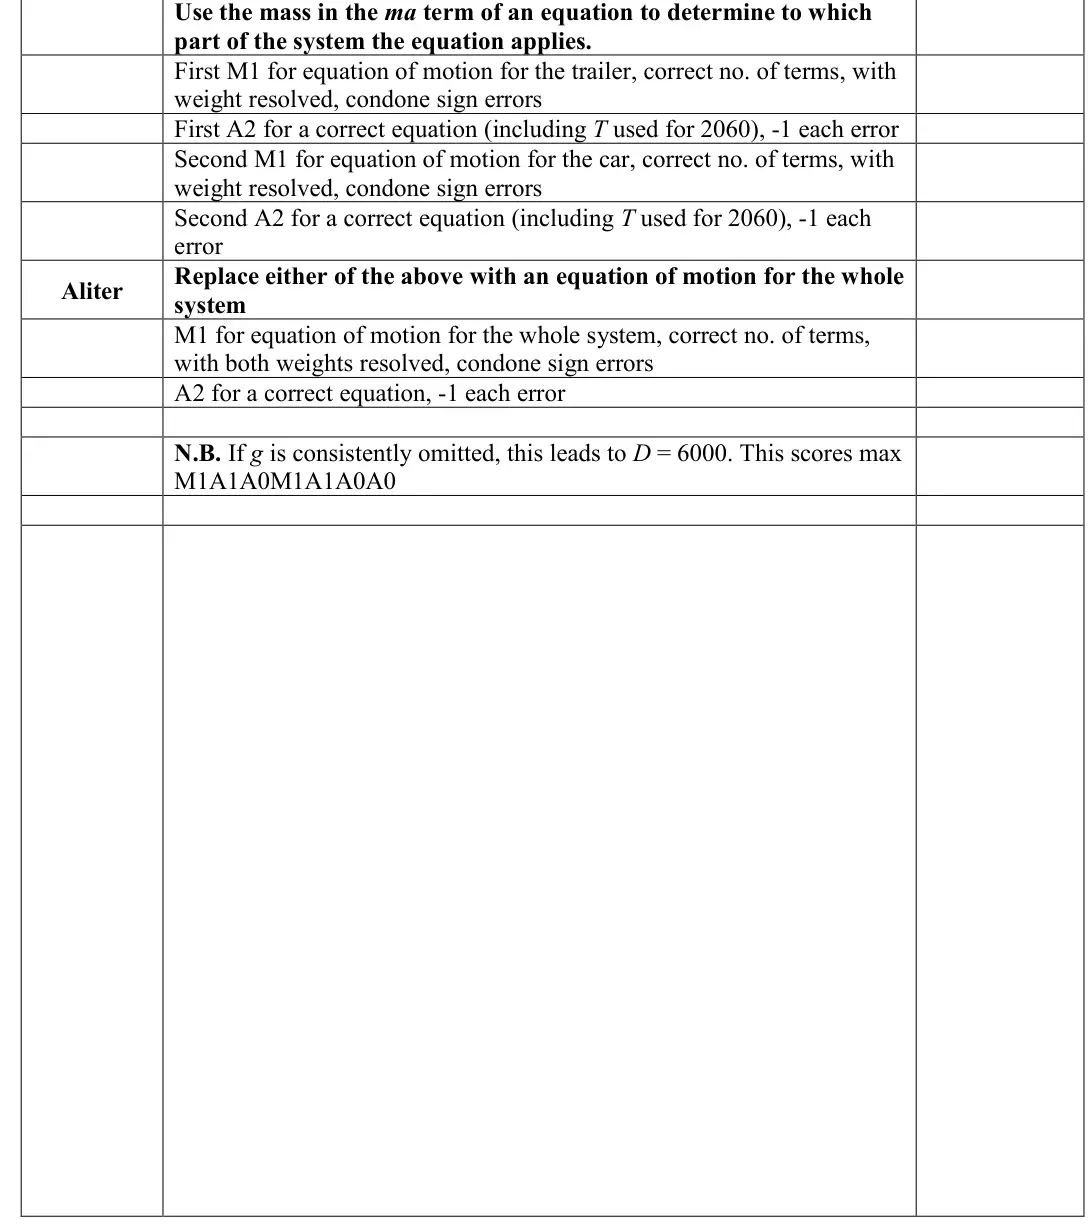 Use the mass in the ma term of an equation to determine to which
part of the system the equation applies.
First M1 for equation of motion for the trailer, correct no. of terms, with
weight resolved, condone sign errors
First A2 for a correct equation (including T used for 2060), -1 each error
Second M1 for equation of motion for the car, correct no. of terms, with
weight resolved, condone sign errors
Second A2 for a correct equation (including T used for 2060), -1 each
error
Aliter
Replace either of the above with an equation of motion for the whole
system
M1 for equation of motion for the whole system, correct no. of terms,
with both weights resolved, condone sign errors
A2 for a correct equation, -1 each error
N.B. If g is consistently omitted, this leads to D = 6000. This scores max
M1A1A0M1A1A0A0